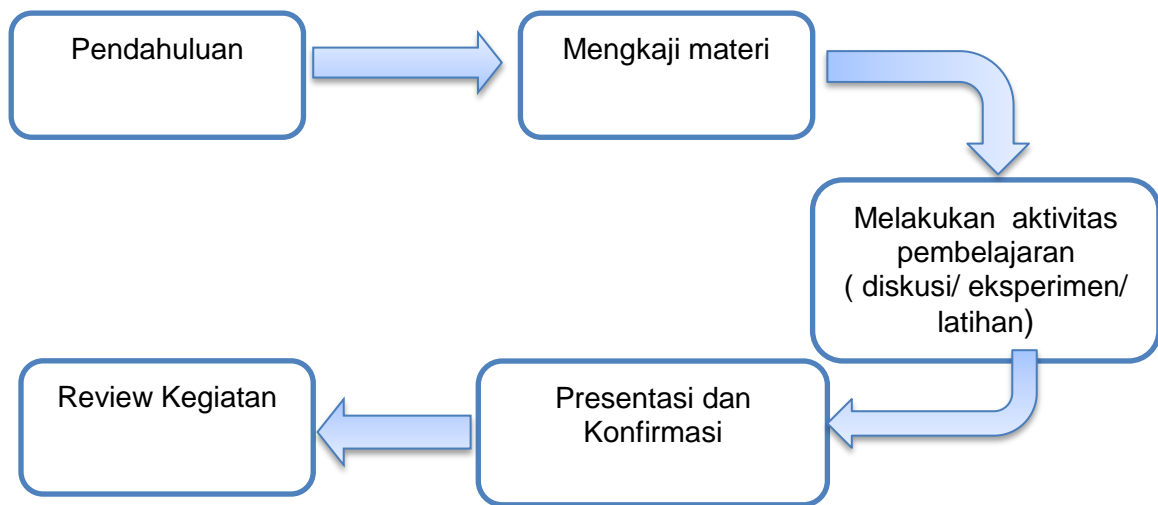 Pendahuluan
Mengkaji materi
Melakukan aktivitas
pembelajaran
( diskusi/ eksperimen/
latihan)
Presentasi dan
Konfirmasi
Review Kegiatan